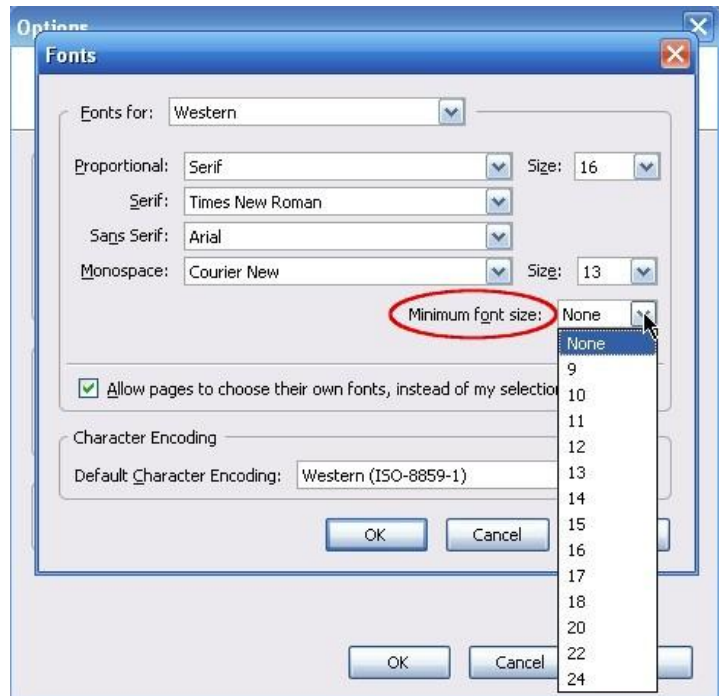 Options
Fonts
Fonts for: Western
Proportional: Serif Size: 16
Serif: Times New Roman
Sans Serif: Arial
Monospace: Courier New Size: 13
Minimum font size: None
None
9
10
11
12
13
14
15
16
17
18
20
22
24
Allow pages to choose their own fonts, instead of my selection
Character Encoding
Default Character Encoding: Western (ISO-8859-1)
OK Cancel
OK Cancel